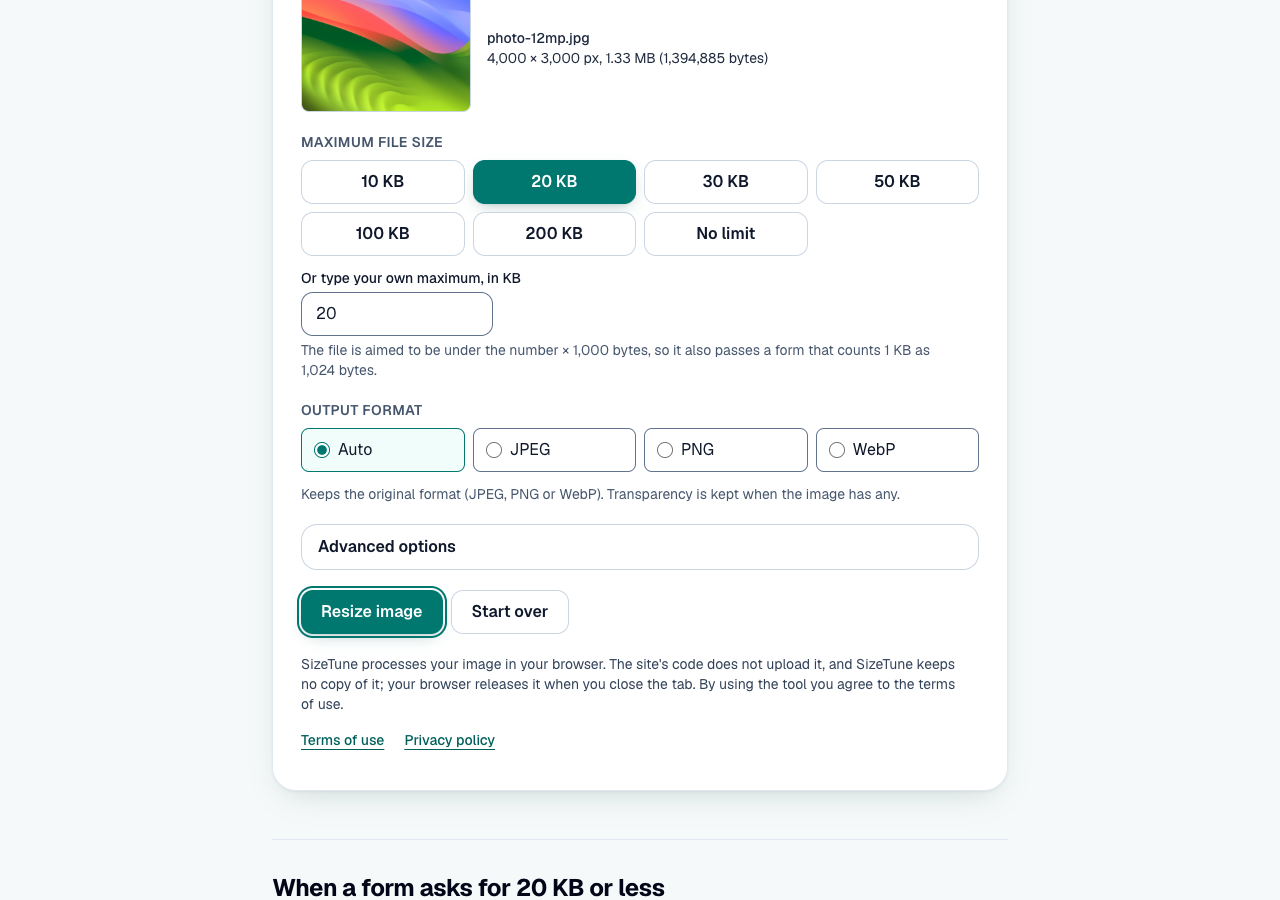 photo-12mp.jpg
4,000 × 3,000 px, 1.33 MB (1,394,885 bytes)
MAXIMUM FILE SIZE
10 KB
20 KB
30 KB
50 KB
100 KB
200 KB
No limit
Or type your own maximum, in KB
20
The file is aimed to be under the number × 1,000 bytes, so it also passes a form that counts 1 KB as
1,024 bytes.
OUTPUT FORMAT
Auto
JPEG
PNG
WebP
Keeps the original format (JPEG, PNG or WebP). Transparency is kept when the image has any.
Advanced options
Resize image
Start over
SizeTune processes your image in your browser. The site's code does not upload it, and SizeTune keeps
no copy of it; your browser releases it when you close the tab. By using the tool you agree to the terms
of use.
Terms of use
Privacy policy
When a form asks for 20 KB or less